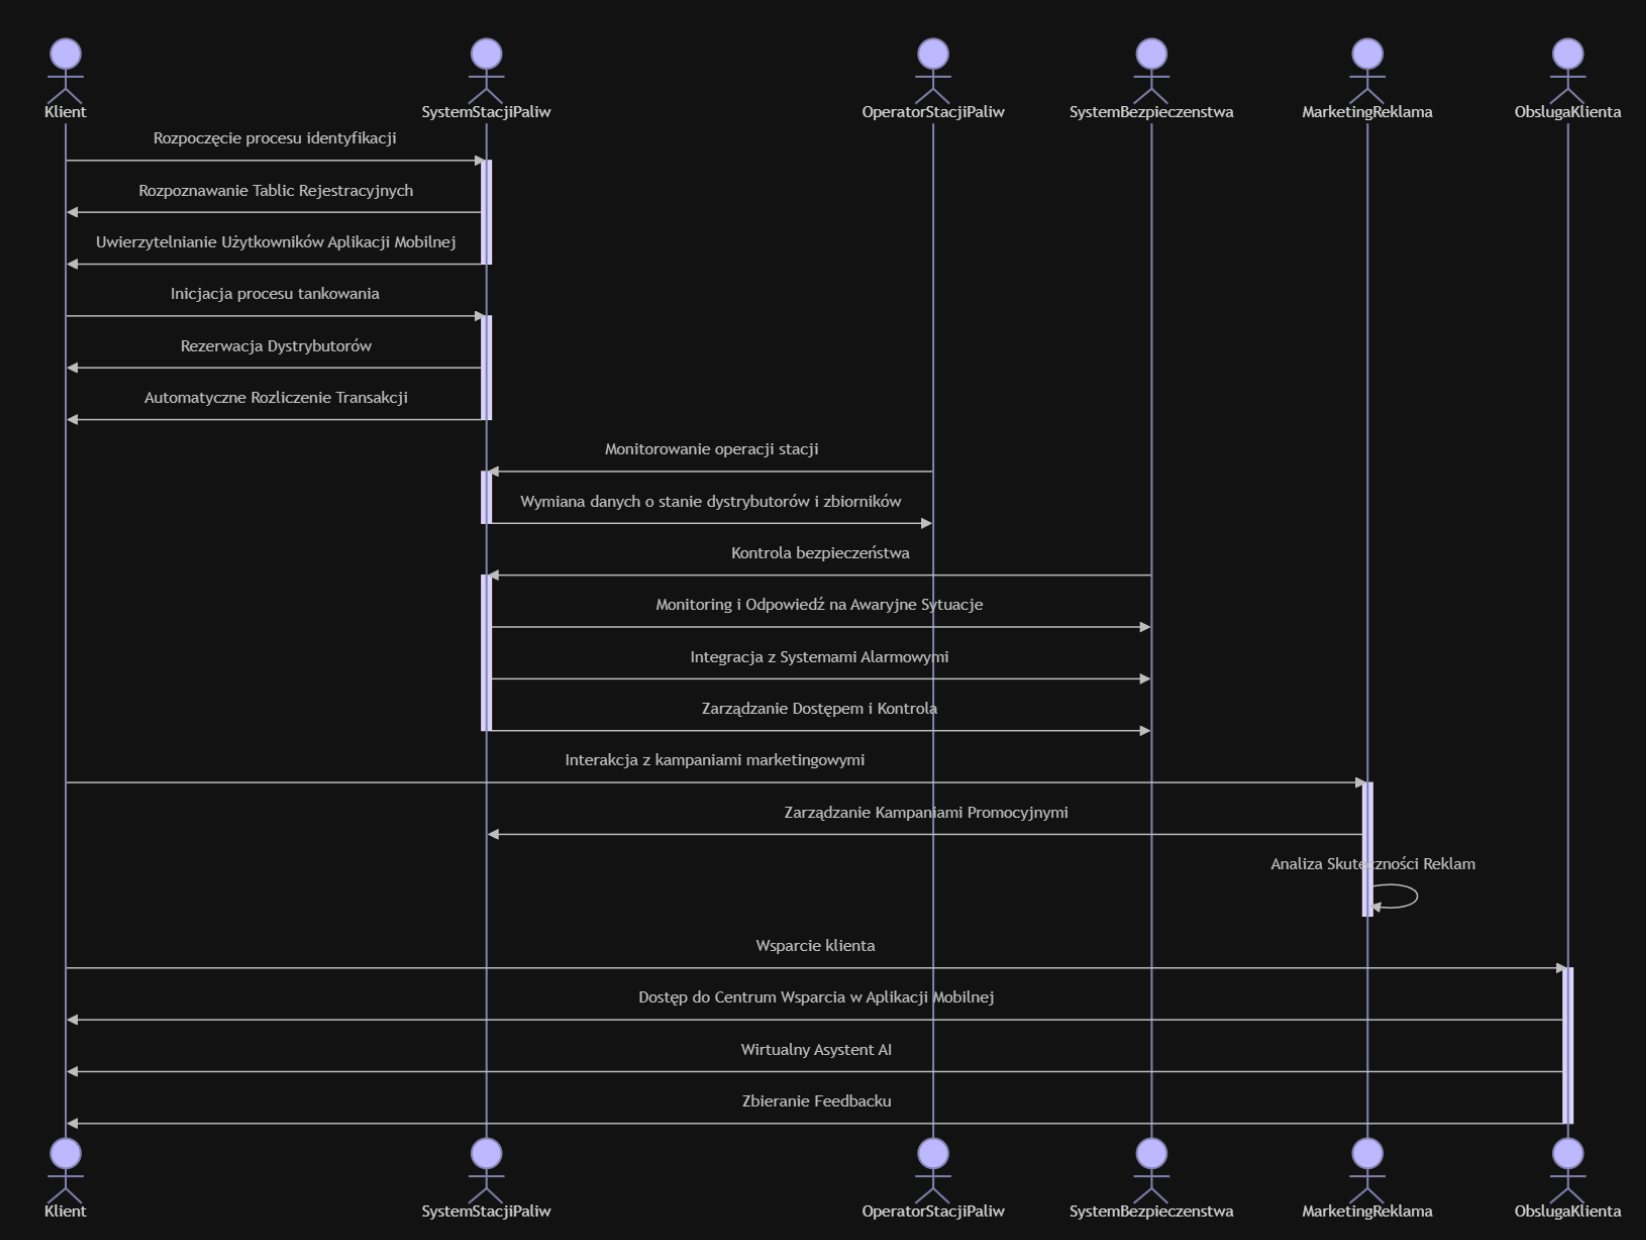 Klient
SystemStacjiPaliw
OperatorStacjiPaliw
SystemBezpieczenstwa
MarketingReklama
ObslugaKlienta
Rozpoczęcie procesu identyfikacji
Rozpoznawanie Tablic Rejestracyjnych
Uwierzytelnianie Użytkowników Aplikacji Mobilnej
Inicjacja procesu tankowania
Rezerwacja Dystrybutorów
Automatyczne Rozliczenie Transakcji
Monitorowanie operacji stacji
Wymiana danych o stanie dystrybutorów i zbiorników
Kontrola bezpieczeństwa
Monitoring i Odpowiedź na Awaryjne Sytuacje
Integracja z Systemami Alarmowymi
Zarządzanie Dostępem i Kontrola
Interakcja z kampaniami marketingowymi
Zarządzanie Kampaniami Promocyjnymi
Analiza Skuteczności Reklam
Wsparcie klienta
Dostęp do Centrum Wsparcia w Aplikacji Mobilnej
Wirtualny Asystent AI
Zbieranie Feedbacku
Klient
SystemStacjiPaliw
OperatorStacjiPaliw
SystemBezpieczenstwa
MarketingReklama
ObslugaKlienta